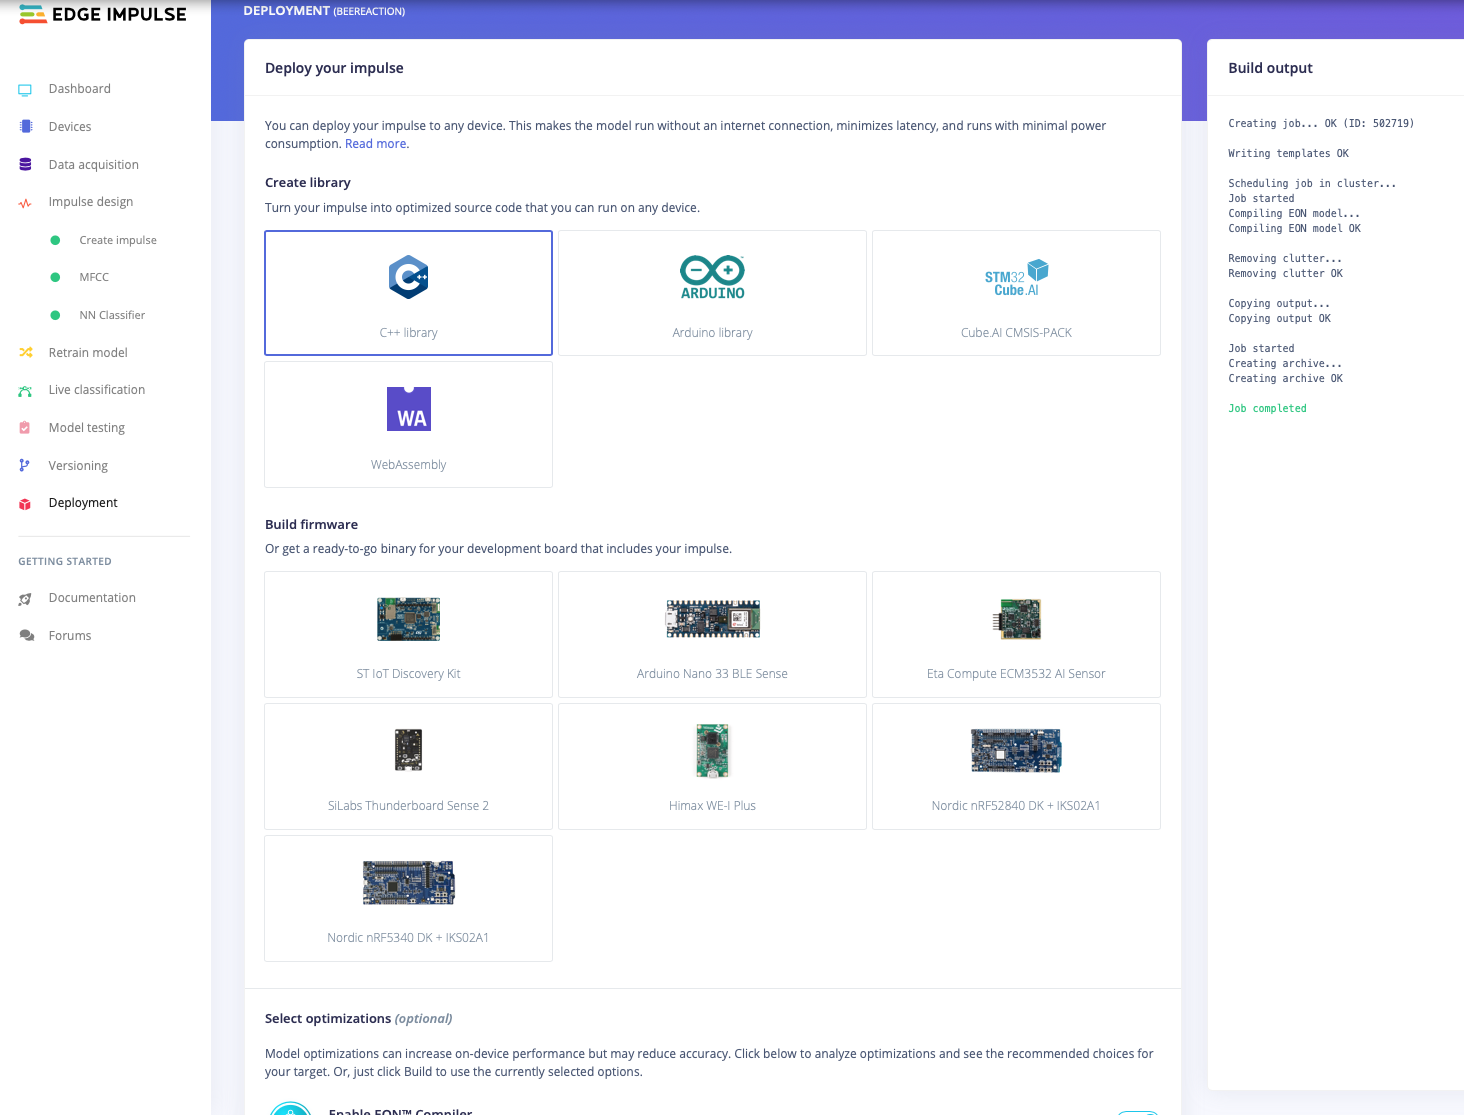 EDGE IMPULSE
DEPLOYMENT (BEEREACTION)
Dashboard
Devices
Data acquisition
Impulse design
Create impulse
MFCC
NN Classifier
Retrain model
Live classification
Model testing
Versioning
Deployment
GETTING STARTED
Documentation
Forums
Deploy your impulse
You can deploy your impulse to any device. This makes the model run without an internet connection, minimizes latency, and runs with minimal power
consumption. Read more.
Create library
Turn your impulse into optimized source code that you can run on any device.
C++
C++ library
ARDUINO
Arduino library
STM32
Cube.AI
Cube.AI CMSIS-PACK
WA
WebAssembly
Build firmware
Or get a ready-to-go binary for your development board that includes your impulse.
ST IoT Discovery Kit
Arduino Nano 33 BLE Sense
Eta Compute ECM3532 AI Sensor
SiLabs Thunderboard Sense 2
Himax WE-I Plus
Nordic nRF52840 DK + IKS02A1
Nordic nRF5340 DK + IKS02A1
Select optimizations (optional)
Model optimizations can increase on-device performance but may reduce accuracy. Click below to analyze optimizations and see the recommended choices for
your target. Or, just click Build to use the currently selected options.
Enable EON™ Compiler
Build output
Creating job... OK (ID: 502719)
Writing templates OK
Scheduling job in cluster...
Job started
Compiling EON model...
Compiling EON model OK
Removing clutter...
Removing clutter OK
Copying output...
Copying output OK
Job started
Creating archive...
Creating archive OK
Job completed